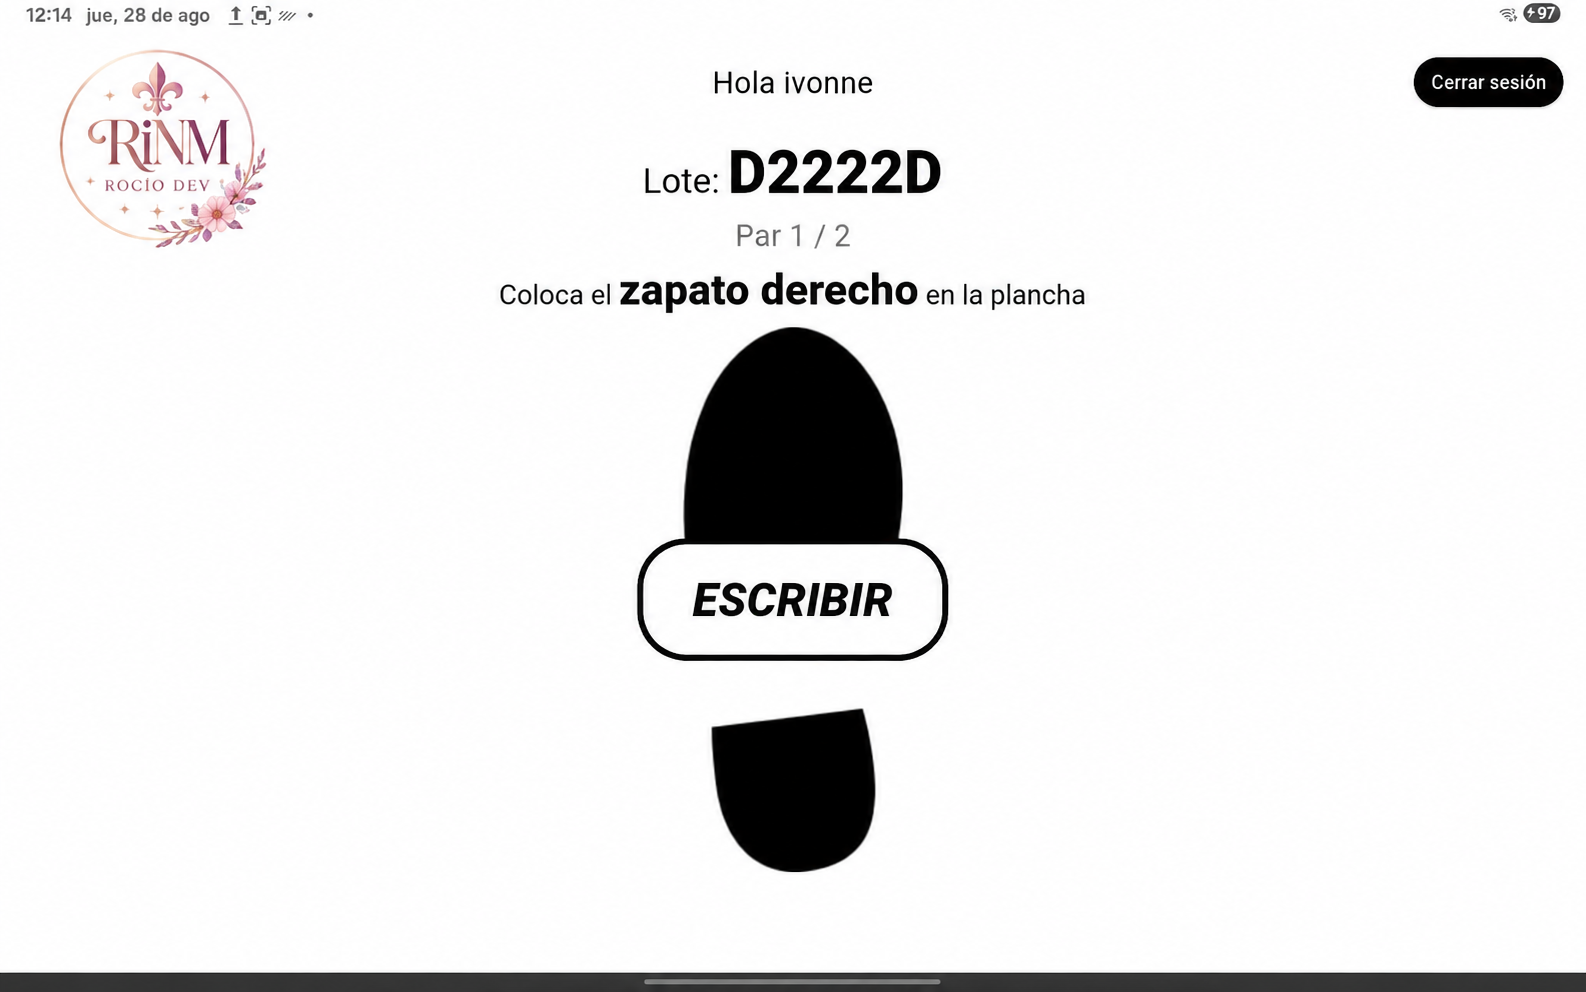 12:14 jue, 28 de ago
97
RiNM
ROCÍO DEV
Hola ivonne
Cerrar sesión
Lote: D2222D
Par 1 / 2
Coloca el zapato derecho en la plancha
ESCRIBIR